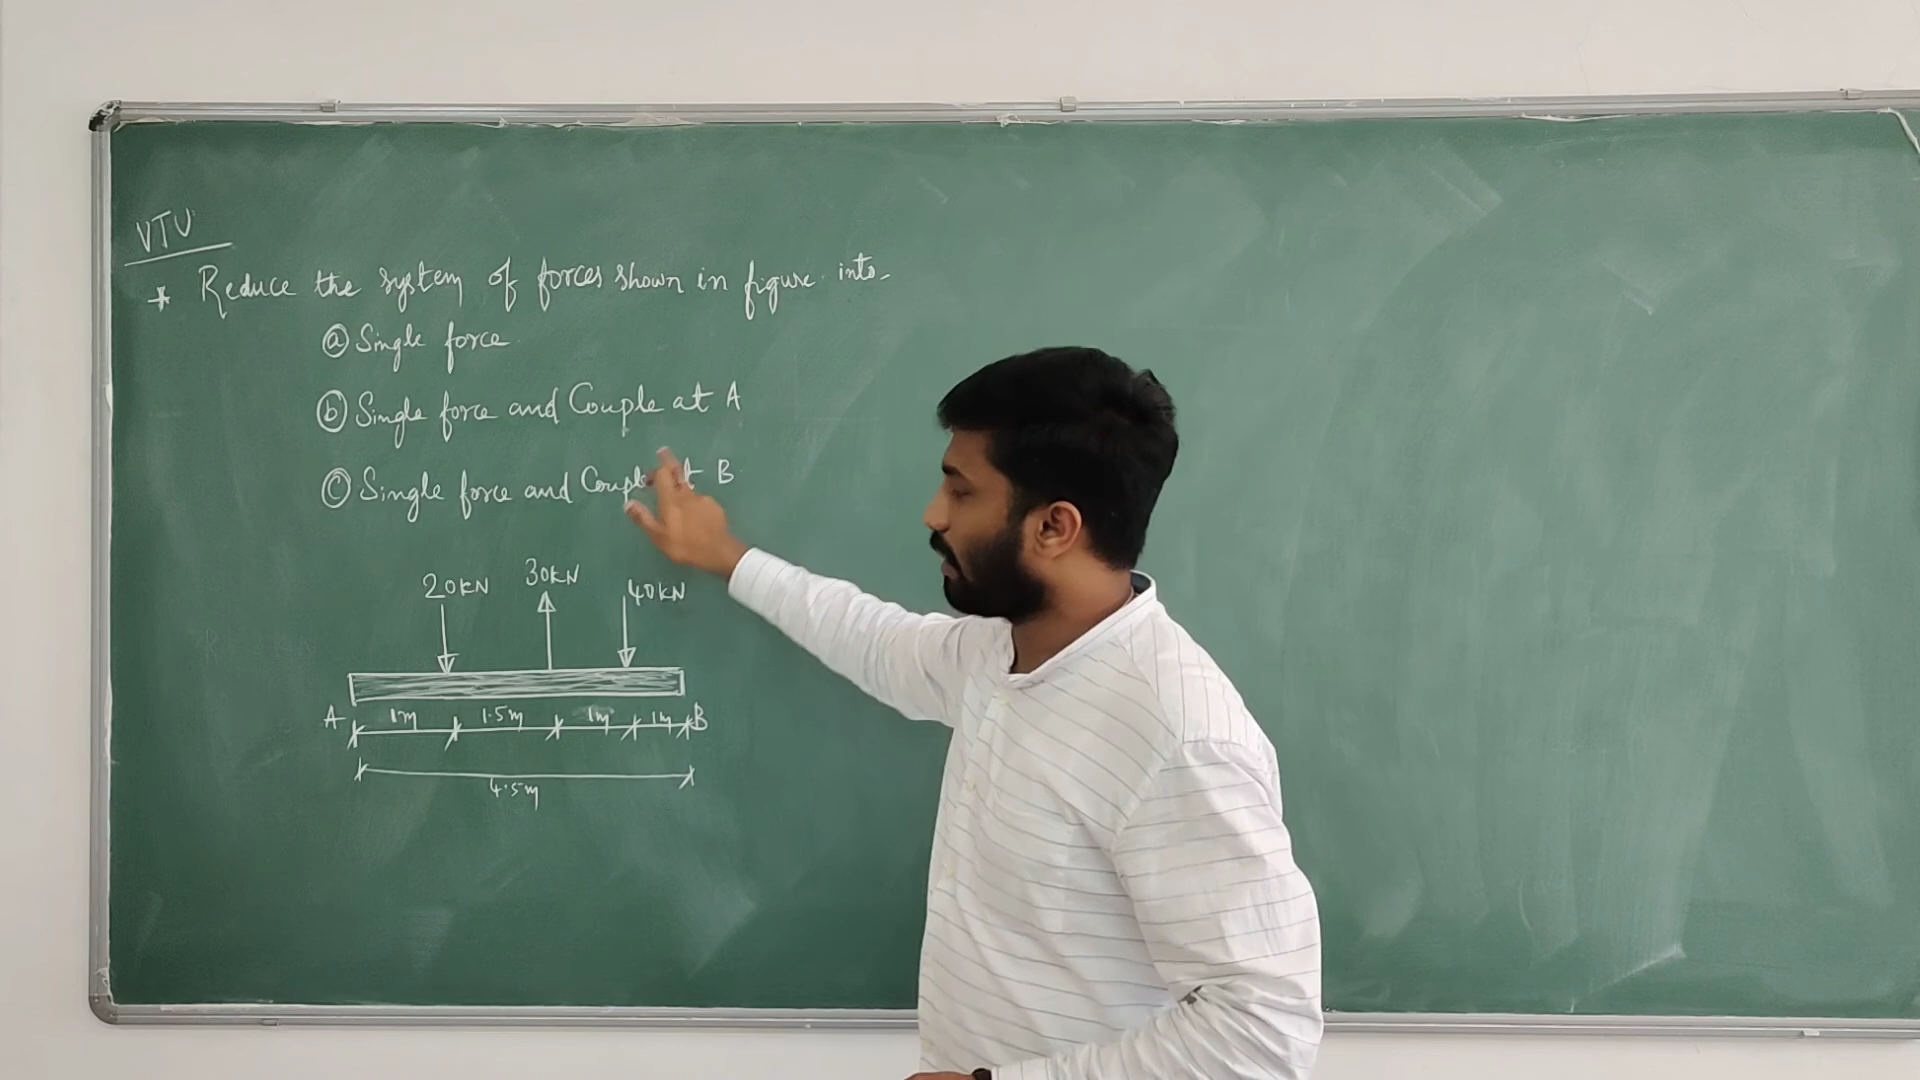 VTU
* Reduce the system of forces shown in figure into-
ⓐ Single force
ⓑ Single force and Couple at A
ⓒ Single force and Couple at B
20KN 30KN 40KN
A 1m 1.5m 1m 1m B
4.5m